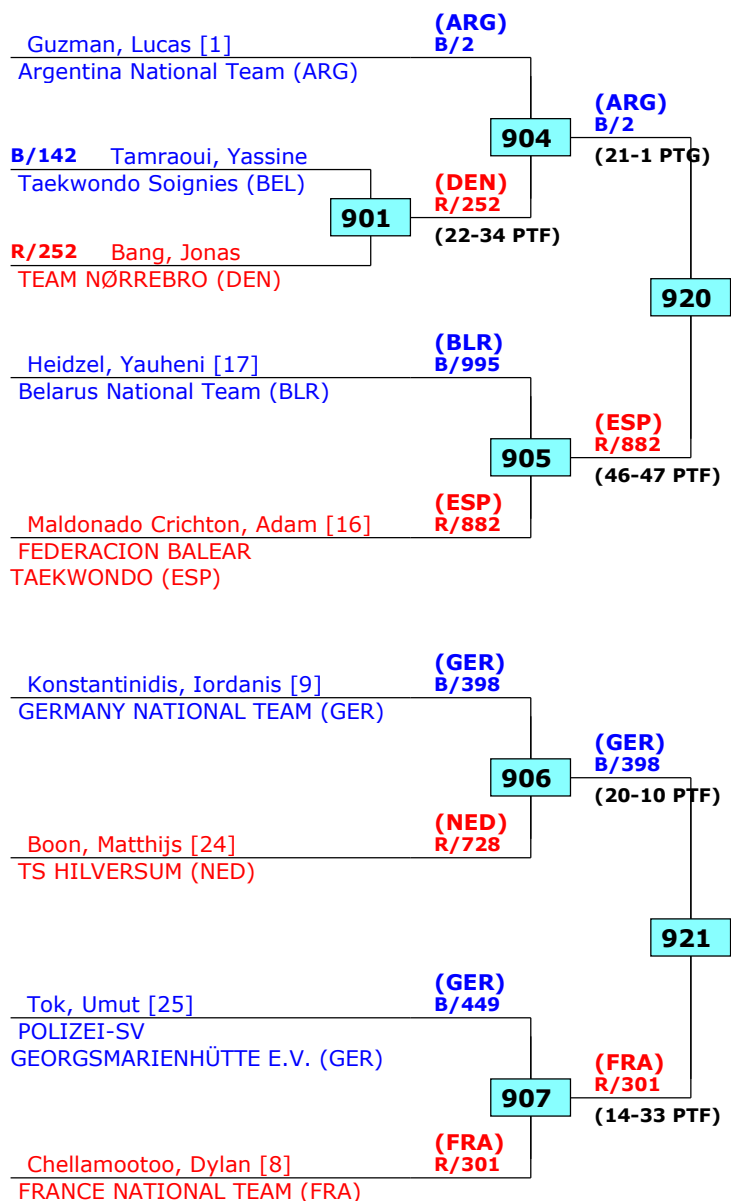 (ARG)
Guzman, Lucas [1] B/2
Argentina National Team (ARG)
(ARG)
904 B/2
(21-1 PTG)
B/142 Tamraoui, Yassine
Taekwondo Soignies (BEL)
(DEN)
901 R/252
(22-34 PTF)
R/252 Bang, Jonas
TEAM NØRREBRO (DEN)
920
(BLR)
Heidzel, Yauheni [17] B/995
Belarus National Team (BLR)
(ESP)
905 R/882
(46-47 PTF)
(ESP)
Maldonado Crichton, Adam [16] R/882
FEDERACION BALEAR
TAEKWONDO (ESP)
(GER)
Konstantinidis, Iordanis [9] B/398
GERMANY NATIONAL TEAM (GER)
(GER)
906 B/398
(20-10 PTF)
(NED)
Boon, Matthijs [24] R/728
TS HILVERSUM (NED)
921
(GER)
Tok, Umut [25] B/449
POLIZEI-SV
GEORGSMARIENHÜTTE E.V. (GER)
(FRA)
907 R/301
(14-33 PTF)
(FRA)
Chellamootoo, Dylan [8] R/301
FRANCE NATIONAL TEAM (FRA)